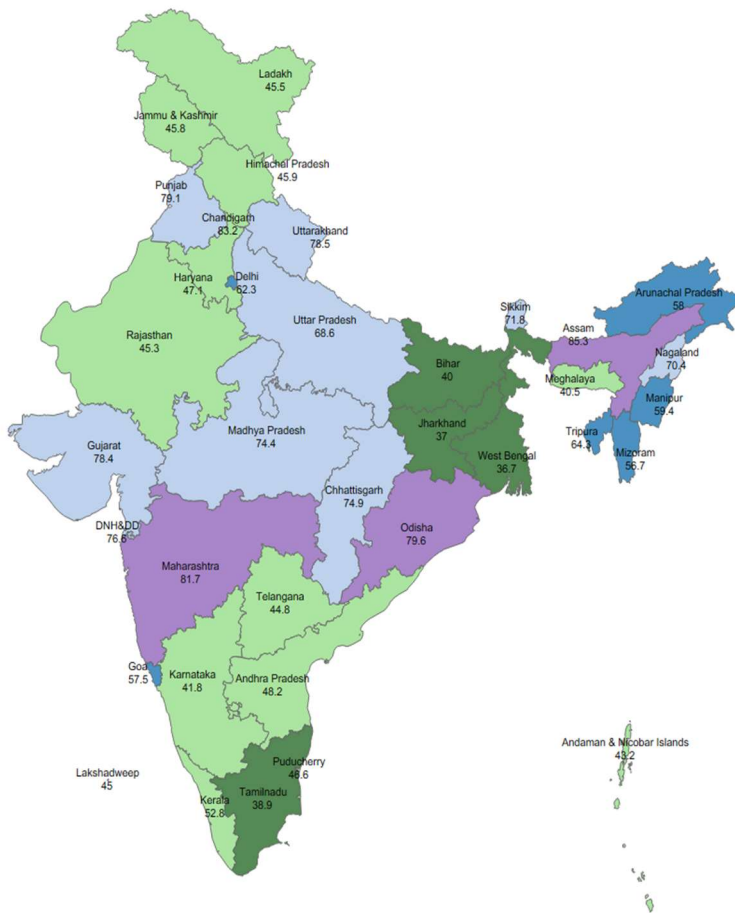 Ladakh
45.5
Jammu & Kashmir
45.8
Himachal Pradesh
45.9
Punjab
79.1
Chandigarh
83.2
Uttarakhand
78.5
Haryana
47.1
Delhi
62.3
Rajasthan
45.3
Uttar Pradesh
68.6
Sikkim
71.8
Arunachal Pradesh
58
Assam
85.3
Nagaland
70.4
Meghalaya
40.5
Manipur
59.4
Tripura
64.3
Mizoram
56.7
Bihar
40
Jharkhand
37
West Bengal
36.7
Gujarat
78.4
Madhya Pradesh
74.4
Chhattisgarh
74.9
DNH&DD
76.6
Odisha
79.6
Maharashtra
81.7
Telangana
44.8
Goa
57.5
Karnataka
41.8
Andhra Pradesh
48.2
Puducherry
46.6
Lakshadweep
45
Kerala
52.8
Tamilnadu
38.9
Andaman & Nicobar Islands
43.2